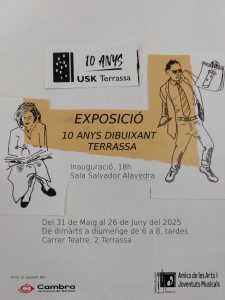 10 ANYS
USK Terrassa
EXPOSICIÓ
10 ANYS DIBUIXANT
TERRASSA
Inauguració, 18h
Sala Salvador Alavedra
Del 31 de Maig al 26 de Juny del 2025
De dimarts a diumenge de 6 a 8, tardes
Carrer Teatre, 2 Terrassa
Cambra
Amics de les Arts i
Joventuts Musicals